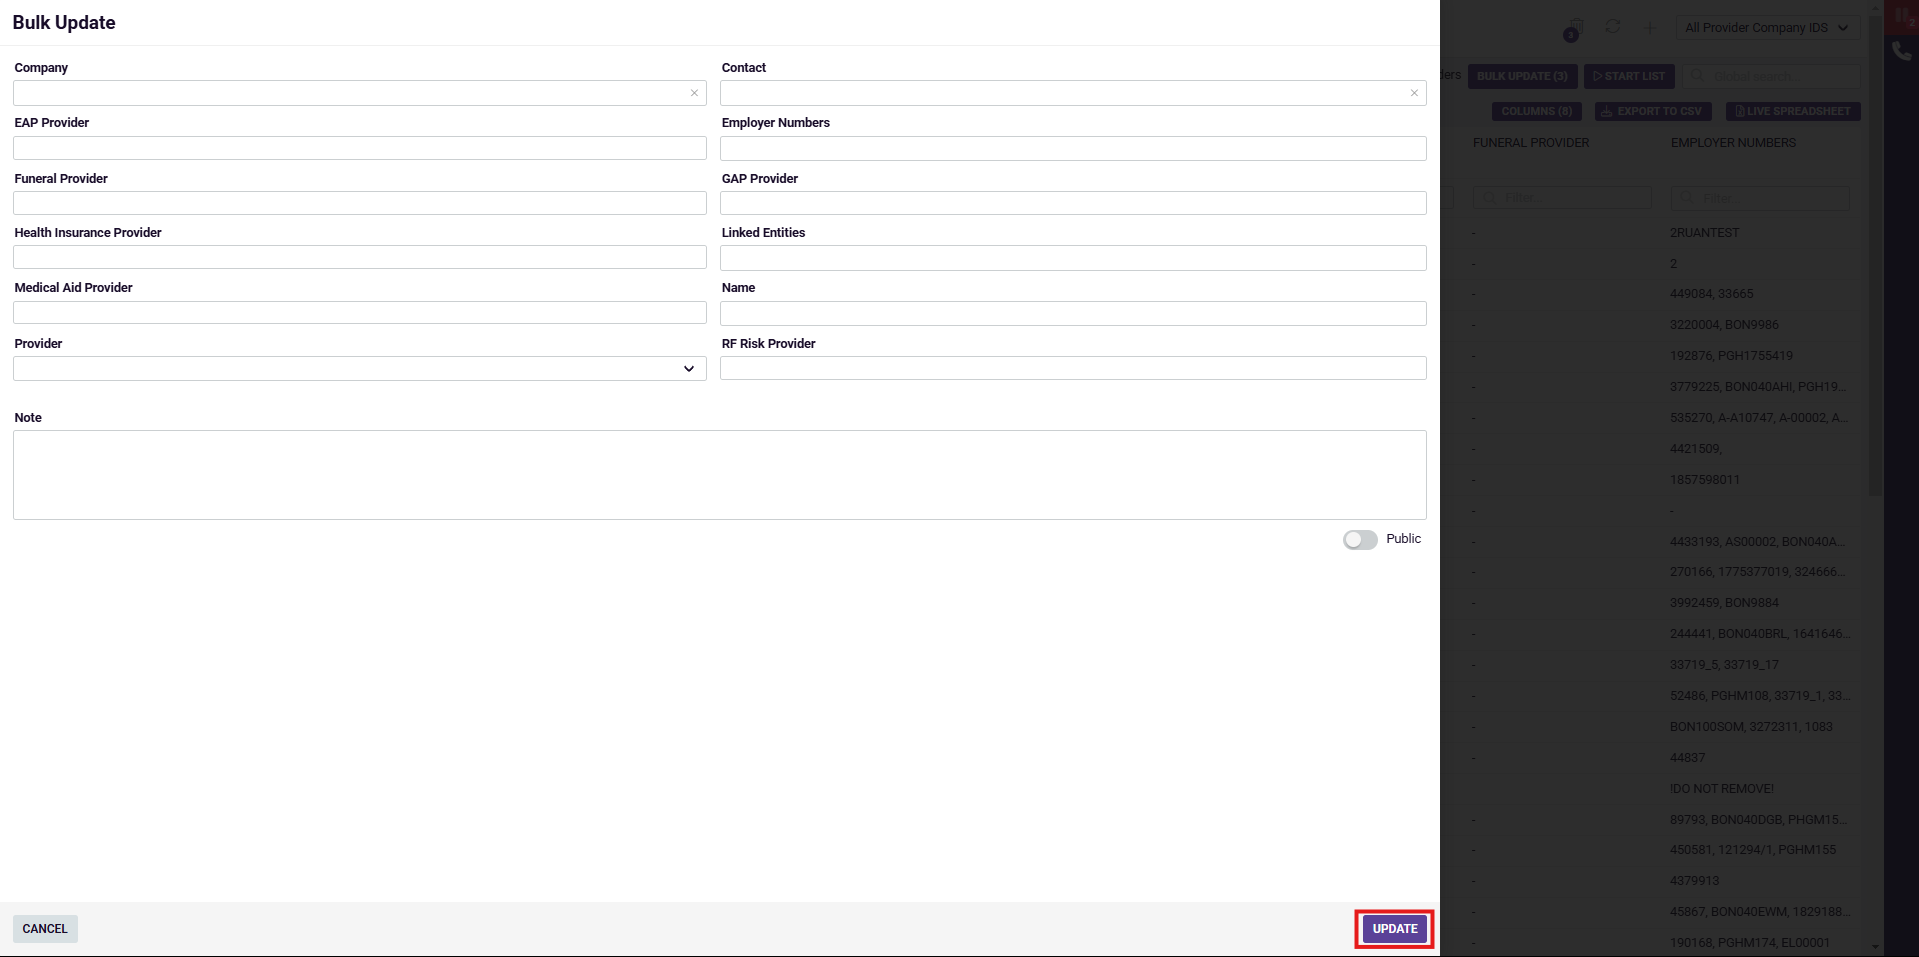 Bulk Update
Company
Contact
EAP Provider
Employer Numbers
Funeral Provider
GAP Provider
Health Insurance Provider
Linked Entities
Medical Aid Provider
Name
Provider
RF Risk Provider
Note
Public
CANCEL
UPDATE
3
All Provider Company IDS
2
ders
BULK UPDATE (3)
START LIST
Global search...
COLUMNS (8)
EXPORT TO CSV
LIVE SPREADSHEET
FUNERAL PROVIDER
EMPLOYER NUMBERS
Filter...
Filter...
- 2RUANTEST
- 2
- 449084, 33665
- 3220004, BON9986
- 192876, PGH1755419
- 3779225, BON040AHI, PGH19...
- 535270, A-A10747, A-00002, A...
- 4421509,
- 1857598011
- -
- 4433193, AS00002, BON040A...
- 270166, 1775377019, 324666...
- 3992459, BON9884
- 244441, BON040BRL, 1641646...
- 33719_5, 33719_17
- 52486, PGHM108, 33719_1, 33...
- BON100SOM, 3272311, 1083
- 44837
!DO NOT REMOVE!
- 89793, BON040DGB, PHGM15...
- 450581, 121294/1, PGHM155
- 4379913
- 45867, BON040EWM, 1829188...
- 190168, PGHM174, EL00001